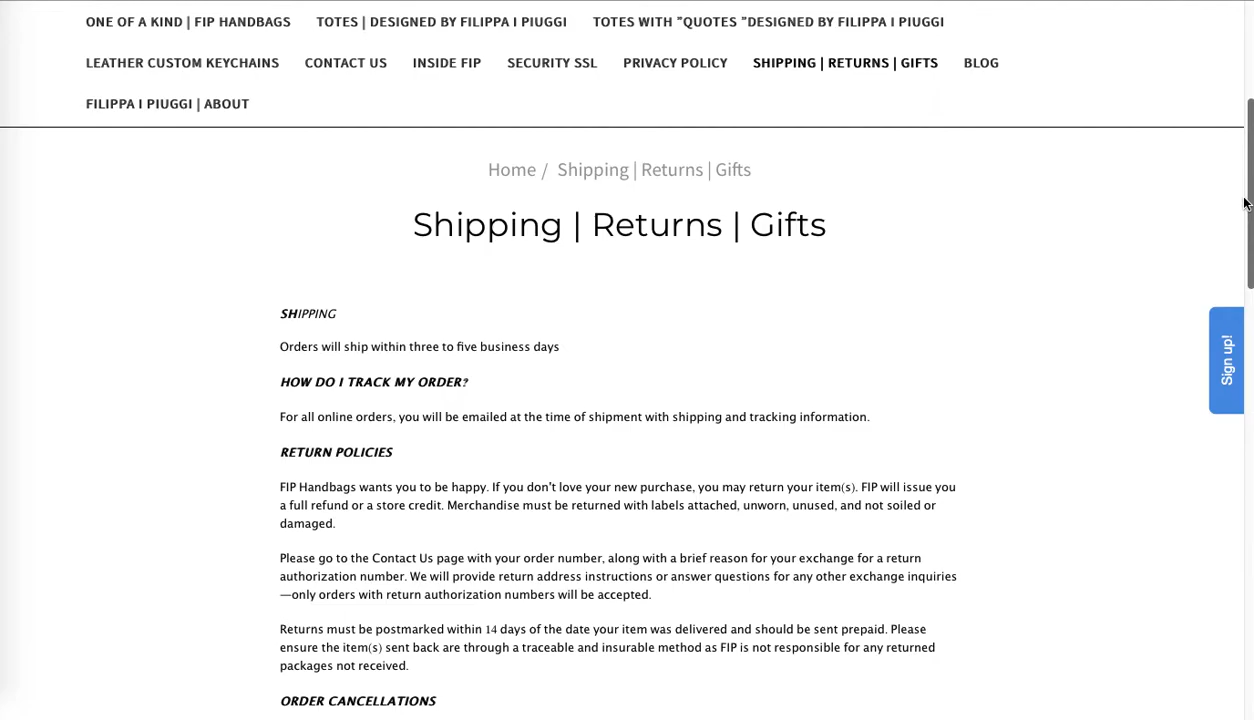 ONE OF A KIND | FIP HANDBAGS TOTES | DESIGNED BY FILIPPA I PIUGGI TOTES WITH ”QUOTES ”DESIGNED BY FILIPPA I PIUGGI
LEATHER CUSTOM KEYCHAINS CONTACT US INSIDE FIP SECURITY SSL PRIVACY POLICY SHIPPING | RETURNS | GIFTS BLOG
FILIPPA I PIUGGI | ABOUT
Home / Shipping | Returns | Gifts
Shipping | Returns | Gifts
SHIPPING
Orders will ship within three to five business days
Sign up!
HOW DO I TRACK MY ORDER?
For all online orders, you will be emailed at the time of shipment with shipping and tracking information.
RETURN POLICIES
FIP Handbags wants you to be happy. If you don't love your new purchase, you may return your item(s). FIP will issue you
a full refund or a store credit. Merchandise must be returned with labels attached, unworn, unused, and not soiled or
damaged.
Please go to the Contact Us page with your order number, along with a brief reason for your exchange for a return
authorization number. We will provide return address instructions or answer questions for any other exchange inquiries
—only orders with return authorization numbers will be accepted.
Returns must be postmarked within 14 days of the date your item was delivered and should be sent prepaid. Please
ensure the item(s) sent back are through a traceable and insurable method as FIP is not responsible for any returned
packages not received.
ORDER CANCELLATIONS